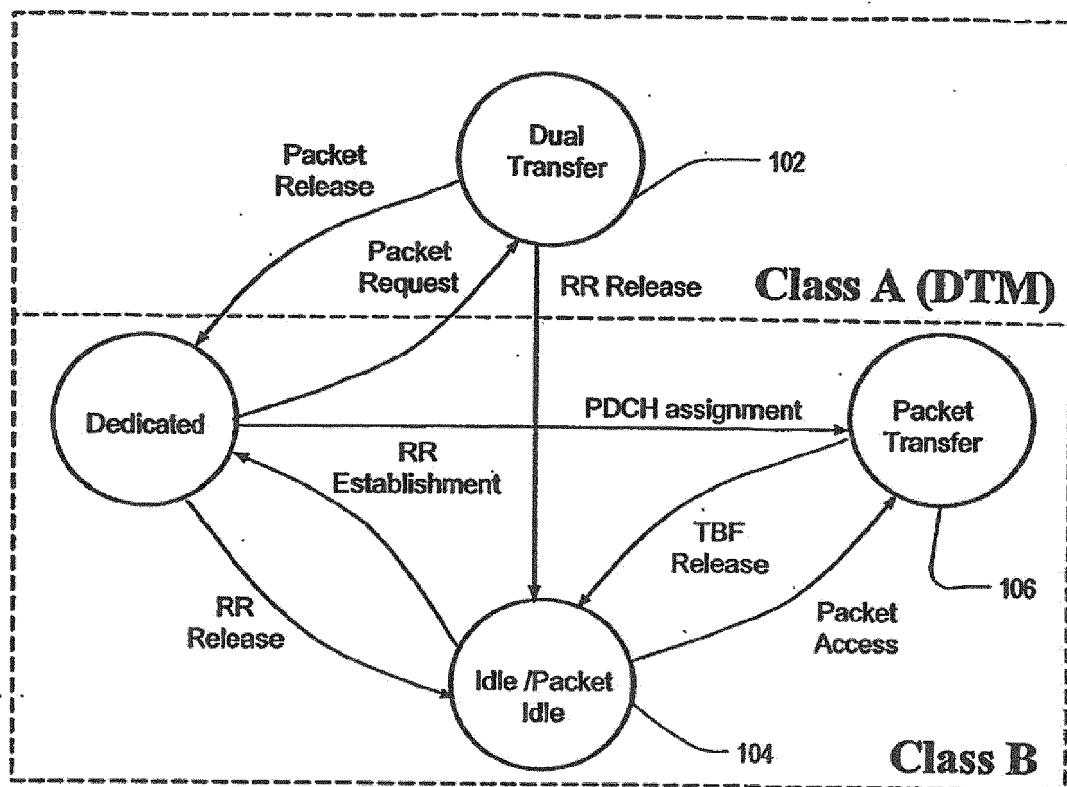 Dual
Transfer
102
Packet
Release
Packet
Request
RR Release
Class A (DTM)
Dedicated
PDCH assignment
Packet
Transfer
RR
Establishment
TBF
Release
106
RR
Release
Packet
Access
Idle /Packet
Idle
104
Class B